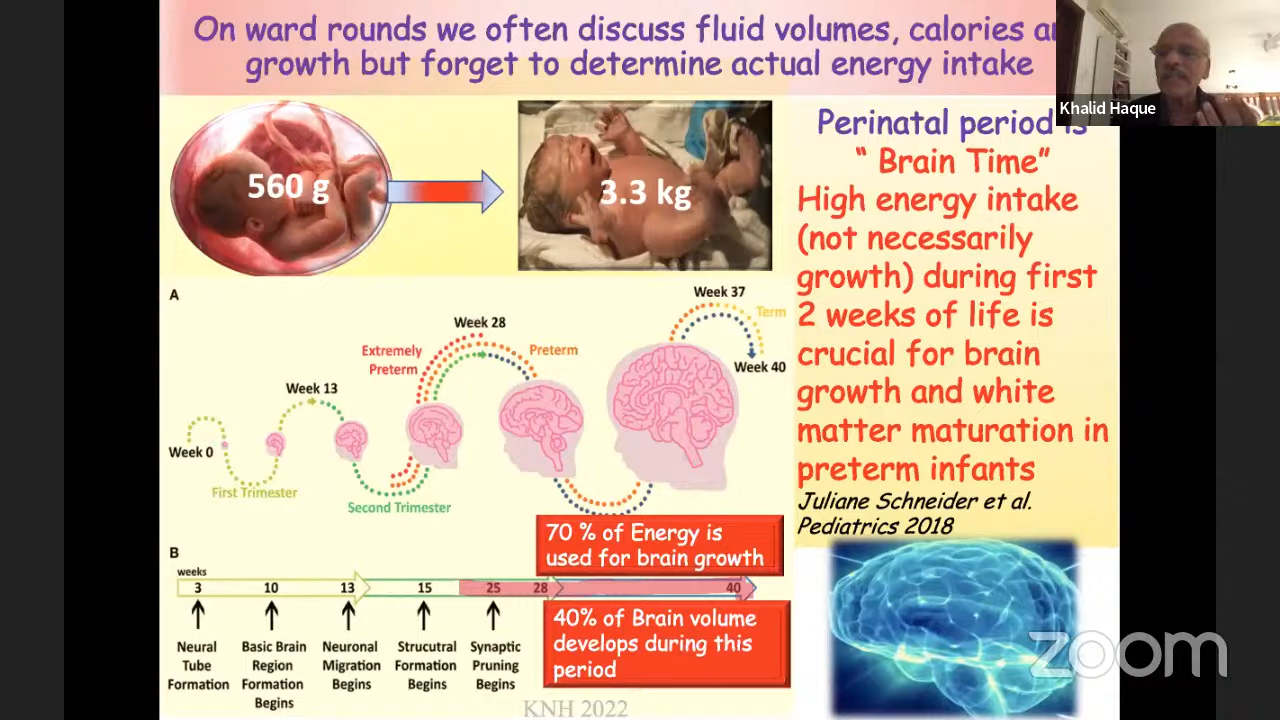 On ward rounds we often discuss fluid volumes, calories an
growth but forget to determine actual energy intake
Khalid Haque
560 g
3.3 kg
Perinatal period is
" Brain Time"
High energy intake
(not necessarily
growth) during first
2 weeks of life is
crucial for brain
growth and white
matter maturation in
preterm infants
Juliane Schneider et al.
Pediatrics 2018
A
Week 37
Term
Week 28
Extremely
Preterm
Preterm
Week 40
Week 13
Week 0
First Trimester
Second Trimester
70 % of Energy is
used for brain growth
B
weeks
3 10 13 15 25 28 40
40% of Brain volume
develops during this
period
Neural
Tube
Formation
Basic Brain
Region
Formation
Begins
Neuronal
Migration
Begins
Strucutral
Formation
Begins
Synaptic
Pruning
Begins
KNH 2022
zoom